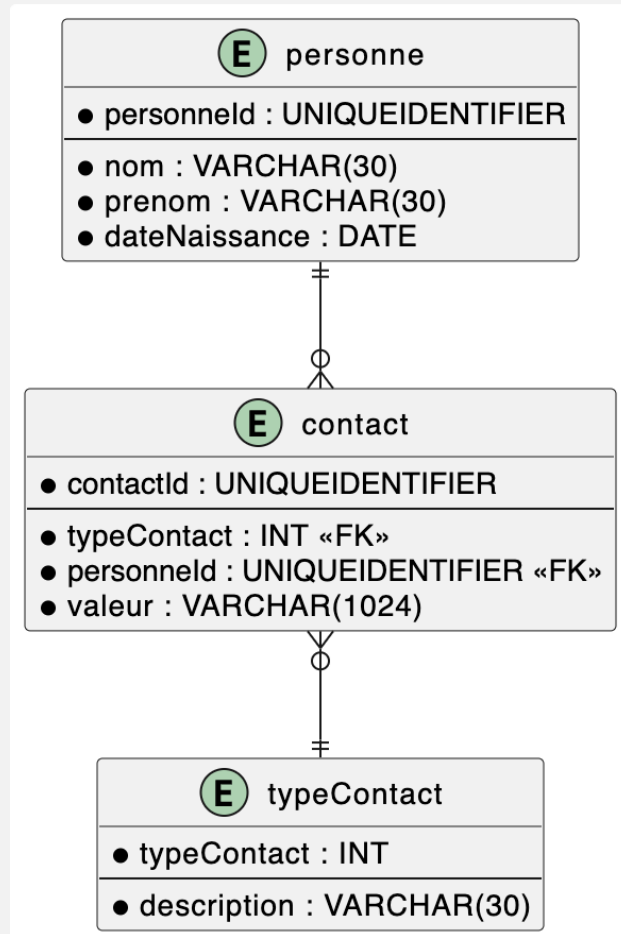 E personne
● personneId : UNIQUEIDENTIFIER
● nom : VARCHAR(30)
● prenom : VARCHAR(30)
● dateNaissance : DATE
E contact
● contactId : UNIQUEIDENTIFIER
● typeContact : INT «FK»
● personneId : UNIQUEIDENTIFIER «FK»
● valeur : VARCHAR(1024)
E typeContact
● typeContact : INT
● description : VARCHAR(30)